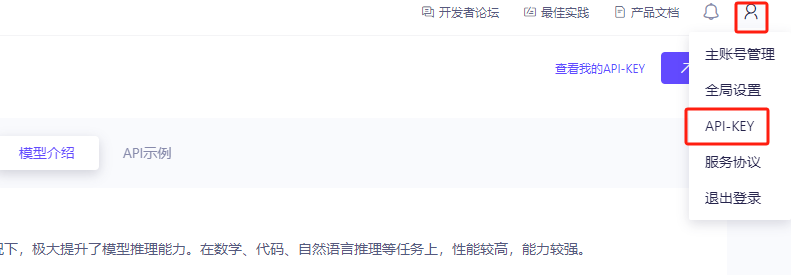 开发者论坛 最佳实践 产品文档
主账号管理
查看我的API-KEY
全局设置
API-KEY
模型介绍 API示例
服务协议
退出登录
下，极大提升了模型推理能力。在数学、代码、自然语言推理等任务上，性能较高，能力较强。